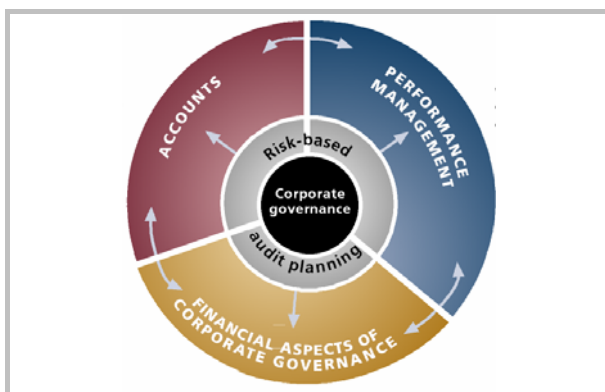 ACCOUNTS
PERFORMANCE
MANAGEMENT
Risk-based
Corporate
governance
audit planning
FINANCIAL ASPECTS OF
CORPORATE GOVERNANCE